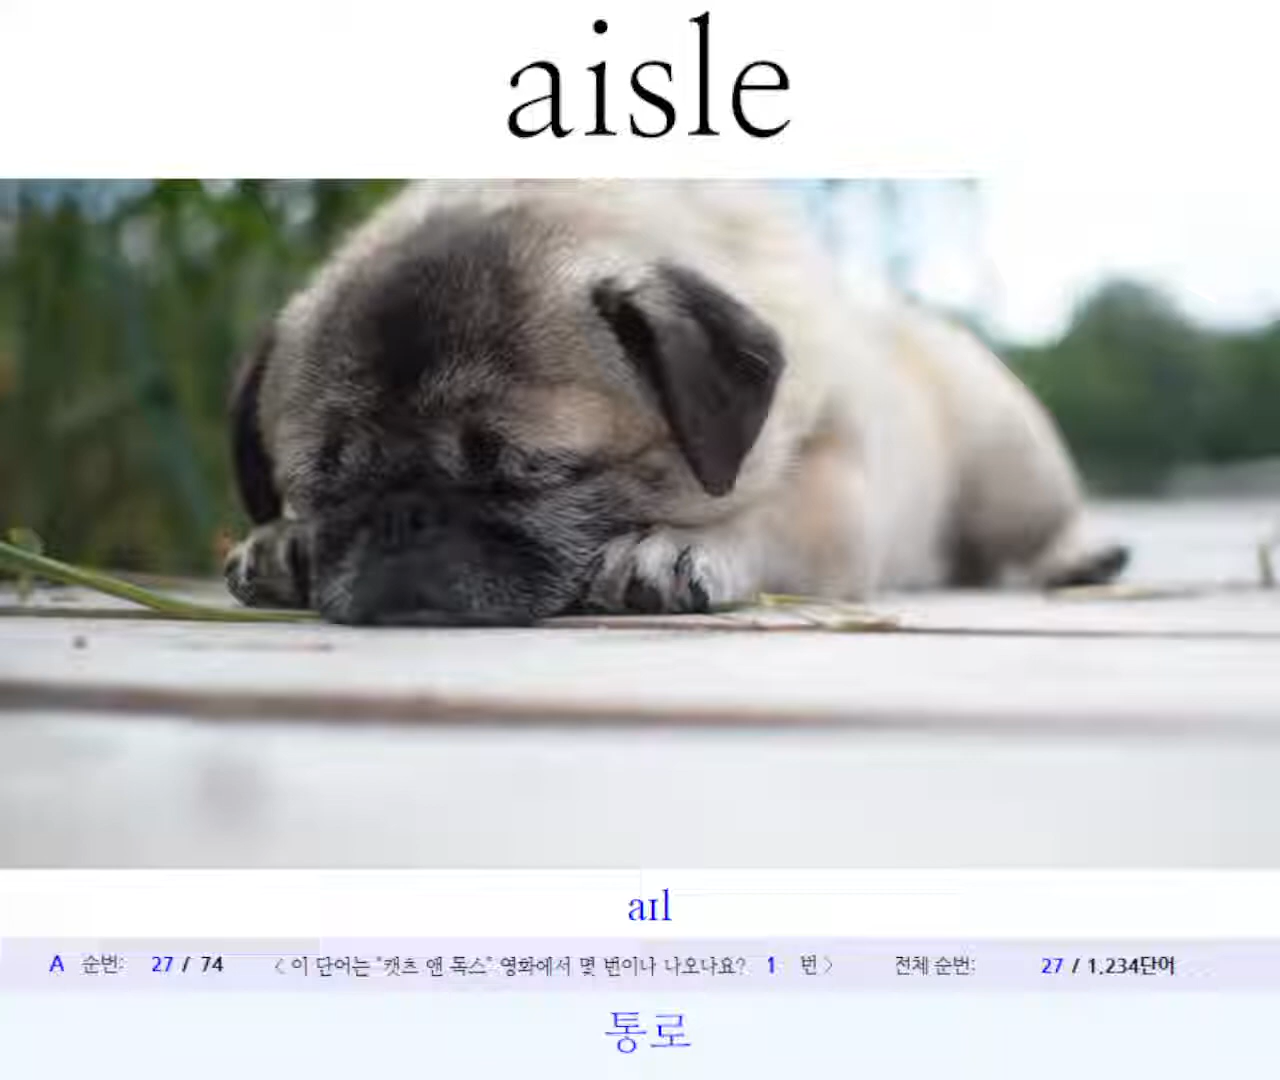 aisle
aɪl
A 순번: 27 / 74 < 이 단어는 "캣츠 앤 독스" 영화에서 몇 번이나 나오나요? 1 번 > 전체 순번: 27 / 1,234단어
통로